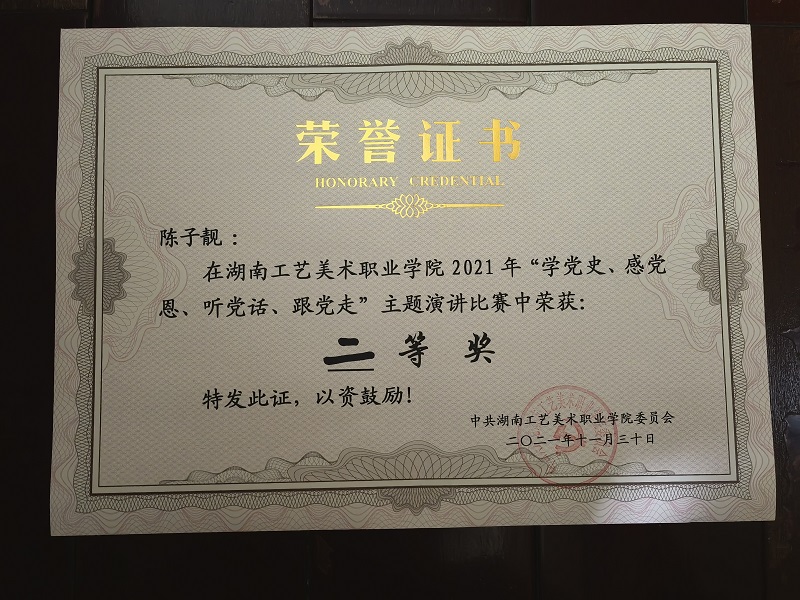 荣誉证书
HONORARY CREDENTIAL
陈子靓：
在湖南工艺美术职业学院2021年“学党史、感党
恩、听党话、跟党走”主题演讲比赛中荣获：
二等奖
特发此证，以资鼓励！
中共湖南工艺美术职业学院委员会
二〇二一年十一月三十日